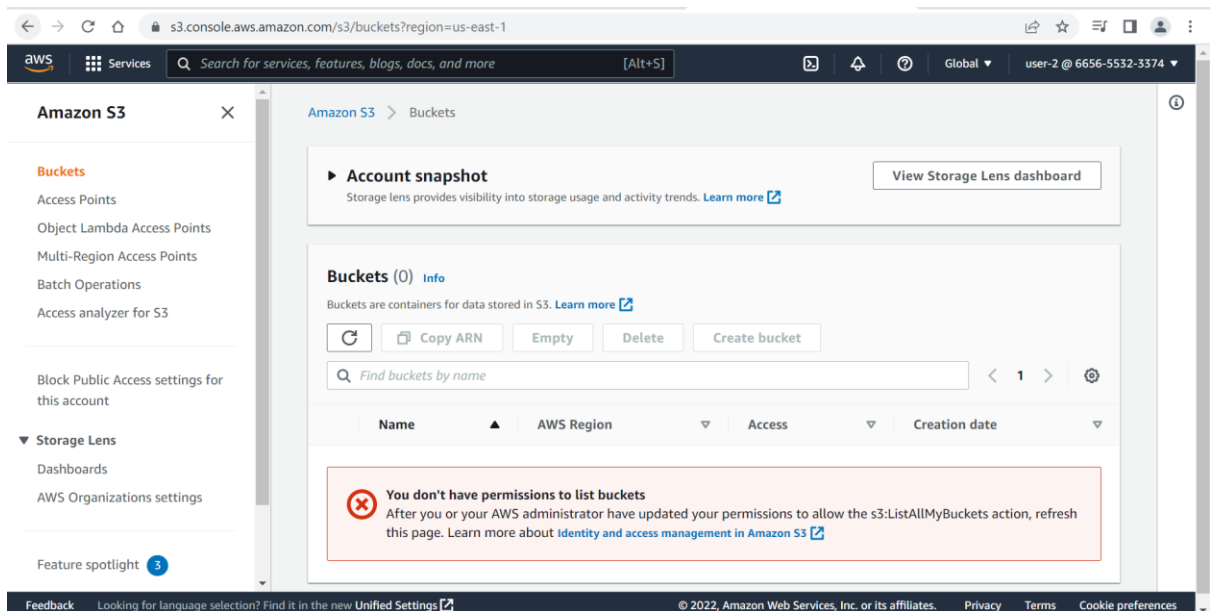 s3.console.aws.amazon.com/s3/buckets?region=us-east-1
aws
Services
Search for services, features, blogs, docs, and more
[Alt+S]
Global
user-2 @ 6656-5532-3374
Amazon S3
Buckets
Access Points
Object Lambda Access Points
Multi-Region Access Points
Batch Operations
Access analyzer for S3
Block Public Access settings for
this account
Storage Lens
Dashboards
AWS Organizations settings
Feature spotlight 3
Amazon S3 > Buckets
Account snapshot
Storage lens provides visibility into storage usage and activity trends. Learn more
View Storage Lens dashboard
Buckets (0) Info
Buckets are containers for data stored in S3. Learn more
Copy ARN
Empty
Delete
Create bucket
Find buckets by name
1
Name
AWS Region
Access
Creation date
You don't have permissions to list buckets
After you or your AWS administrator have updated your permissions to allow the s3:ListAllMyBuckets action, refresh
this page. Learn more about Identity and access management in Amazon S3
Feedback
Looking for language selection? Find it in the new Unified Settings
© 2022, Amazon Web Services, Inc. or its affiliates.
Privacy
Terms
Cookie preferences